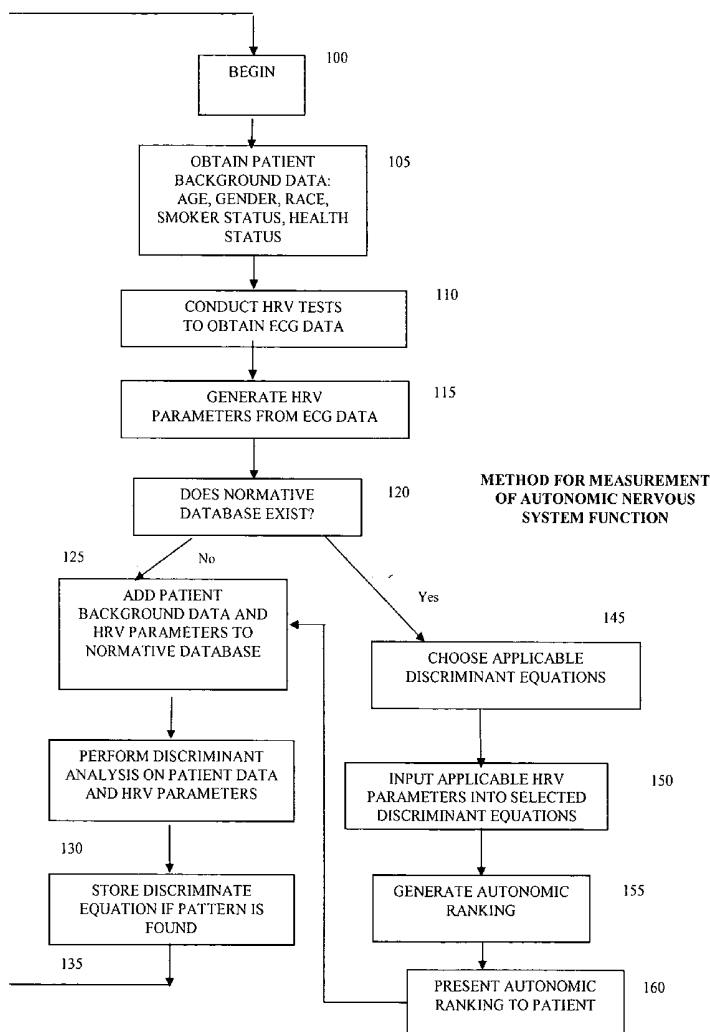 100
BEGIN
105
OBTAIN PATIENT
BACKGROUND DATA:
AGE, GENDER, RACE,
SMOKER STATUS, HEALTH
STATUS
110
CONDUCT HRV TESTS
TO OBTAIN ECG DATA
115
GENERATE HRV
PARAMETERS FROM ECG DATA
120
DOES NORMATIVE
DATABASE EXIST?
METHOD FOR MEASUREMENT
OF AUTONOMIC NERVOUS
SYSTEM FUNCTION
125
No
Yes
ADD PATIENT
BACKGROUND DATA AND
HRV PARAMETERS TO
NORMATIVE DATABASE
145
CHOOSE APPLICABLE
DISCRIMINANT EQUATIONS
PERFORM DISCRIMINANT
ANALYSIS ON PATIENT DATA
AND HRV PARAMETERS
150
INPUT APPLICABLE HRV
PARAMETERS INTO SELECTED
DISCRIMINANT EQUATIONS
130
STORE DISCRIMINATE
EQUATION IF PATTERN IS
FOUND
155
GENERATE AUTONOMIC
RANKING
135
160
PRESENT AUTONOMIC
RANKING TO PATIENT